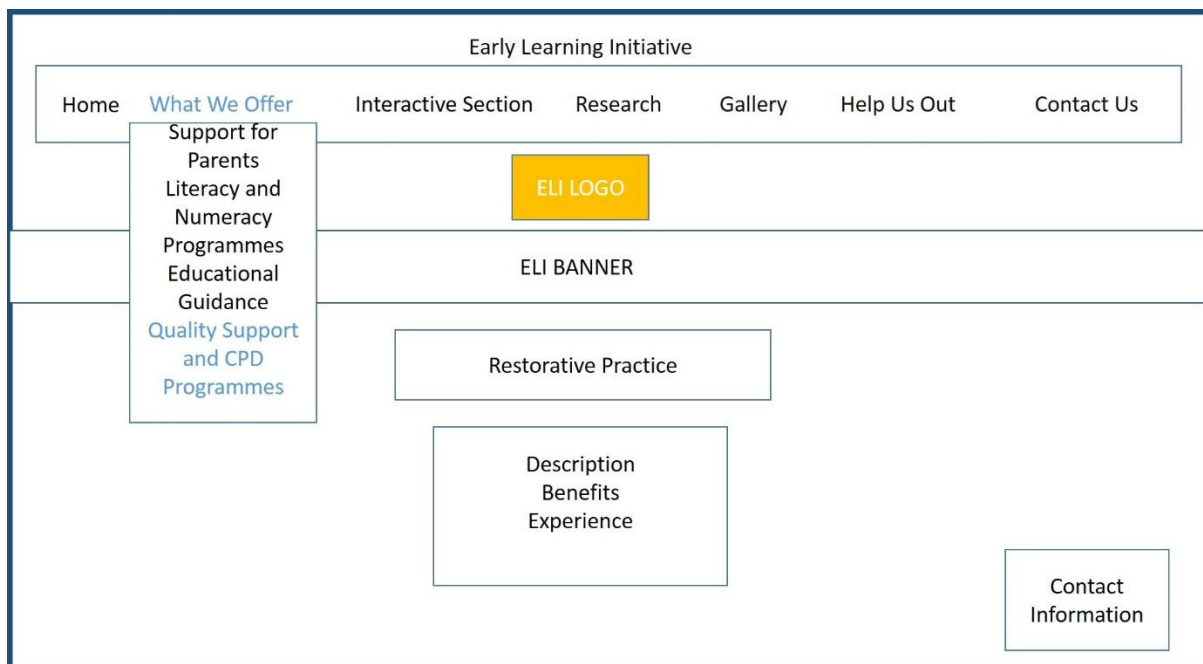 Early Learning Initiative
Home What We Offer Interactive Section Research Gallery Help Us Out Contact Us
Support for
Parents
Literacy and
Numeracy
Programmes
Educational
Guidance
Quality Support
and CPD
Programmes
ELI LOGO
ELI BANNER
Restorative Practice
Description
Benefits
Experience
Contact
Information